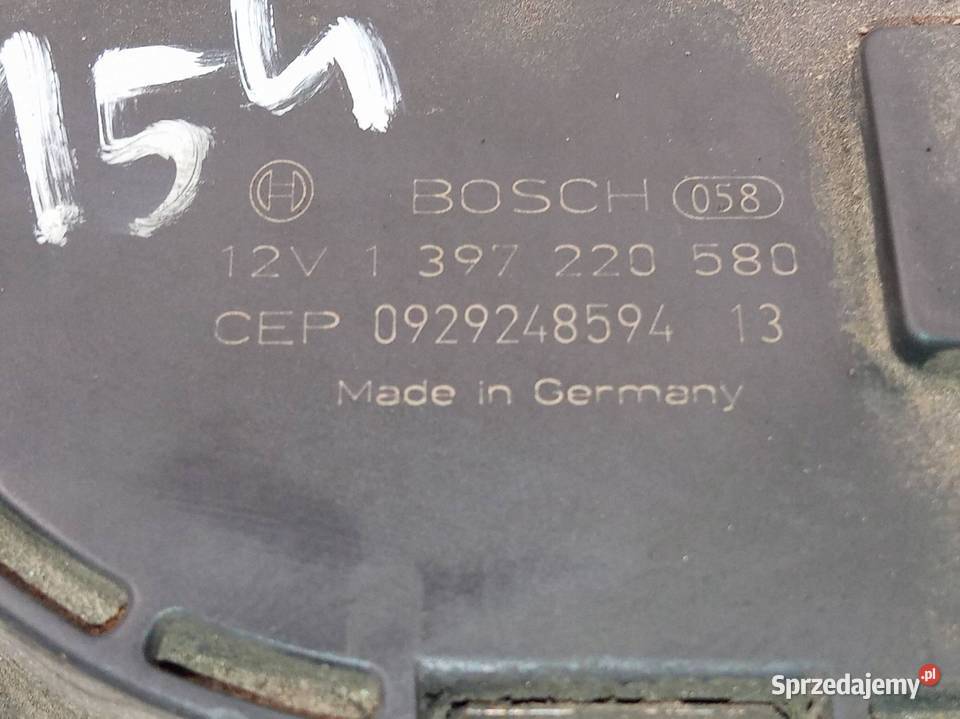 154
BOSCH 058
12V 1 397 220 580
CEP 0929248594 13
Made in Germany
Sprzedajemy.pl